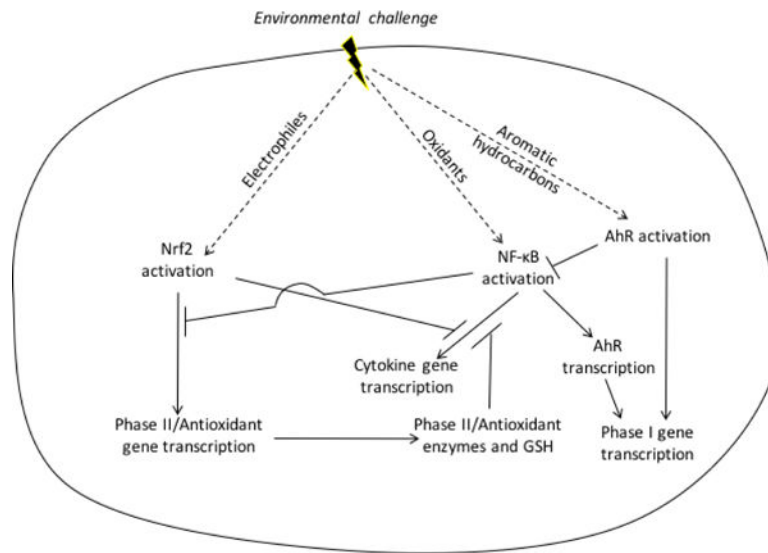 Environmental challenge
Electrophiles
Oxidants
Aromatic
hydrocarbons
Nrf2
activation
NF-κB
activation
AhR activation
Cytokine gene
transcription
AhR
transcription
Phase II/Antioxidant
gene transcription
Phase II/Antioxidant
enzymes and GSH
Phase I gene
transcription